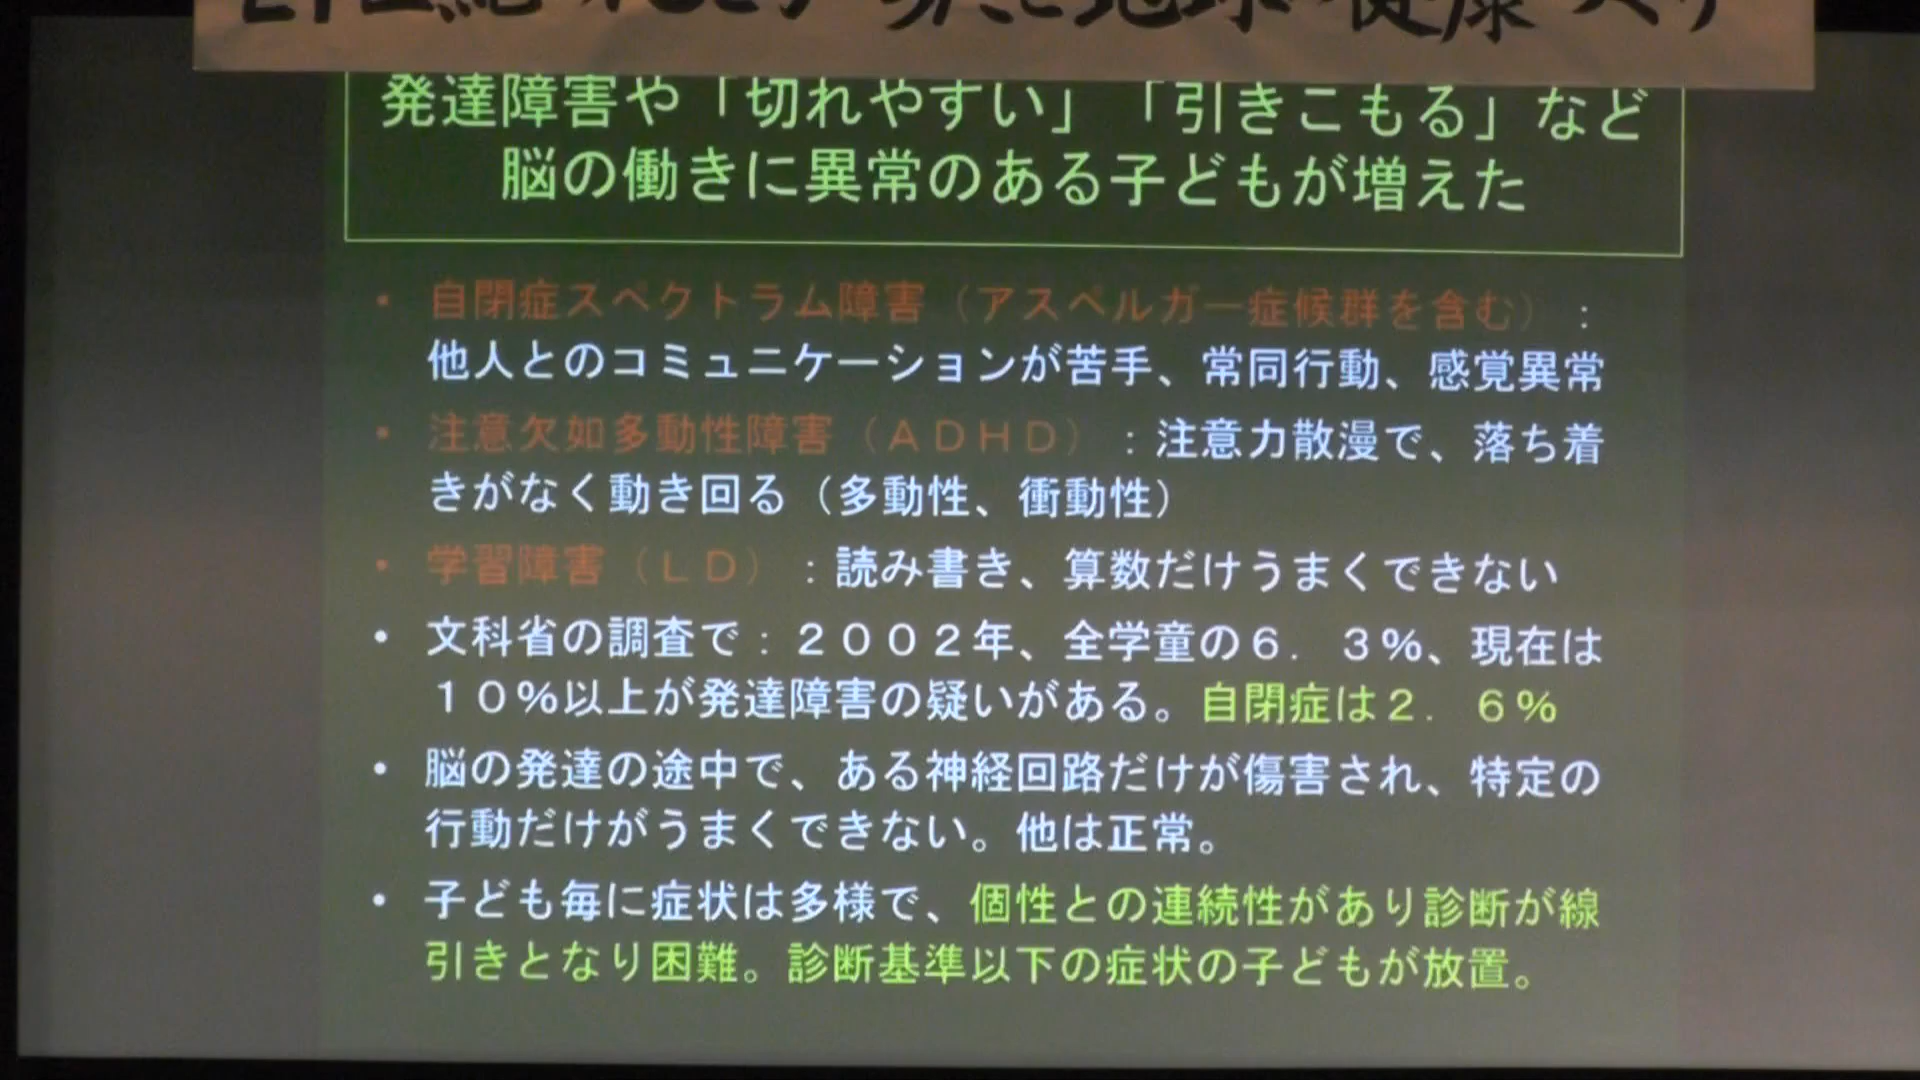 地球 健康
発達障害や「切れやすい」「引きこもる」など
脳の働きに異常のある子どもが増えた
・ 自閉症スペクトラム障害（アスペルガー症候群を含む）：
他人とのコミュニケーションが苦手、常同行動、感覚異常
・ 注意欠如多動性障害（ＡＤＨＤ）：注意力散漫で、落ち着
きがなく動き回る（多動性、衝動性）
・ 学習障害（ＬＤ）：読み書き、算数だけうまくできない
・ 文科省の調査で：２００２年、全学童の６．３%、現在は
１０%以上が発達障害の疑いがある。自閉症は２．６%
・ 脳の発達の途中で、ある神経回路だけが傷害され、特定の
行動だけがうまくできない。他は正常。
・ 子ども毎に症状は多様で、個性との連続性があり診断が線
引きとなり困難。診断基準以下の症状の子どもが放置。